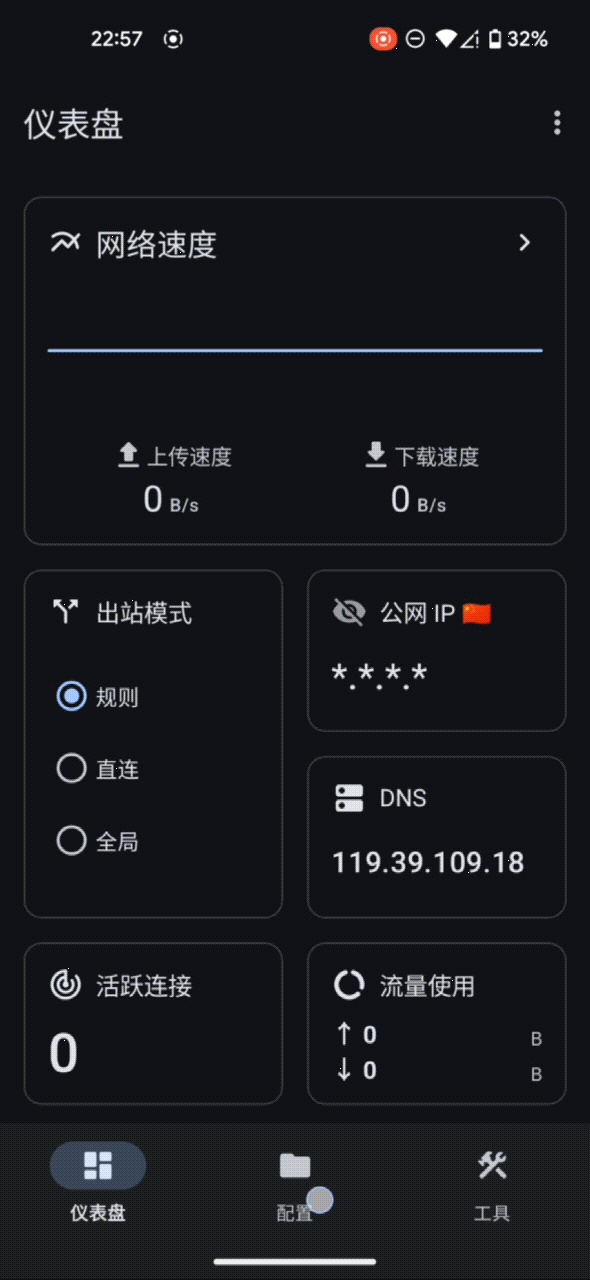 22:57 32%
仪表盘
网络速度
上传速度 下载速度
0 B/s 0 B/s
出站模式
规则
直连
全局
公网 IP 🇨🇳
*.*.*.*
DNS
119.39.109.18
活跃连接
0
流量使用
↑ 0 B
↓ 0 B
仪表盘 配置 工具